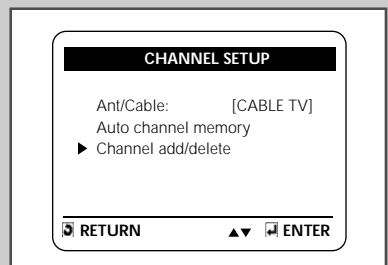 CHANNEL SETUP
Ant/Cable: [CABLE TV]
Auto channel memory
Channel add/delete
RETURN ENTER